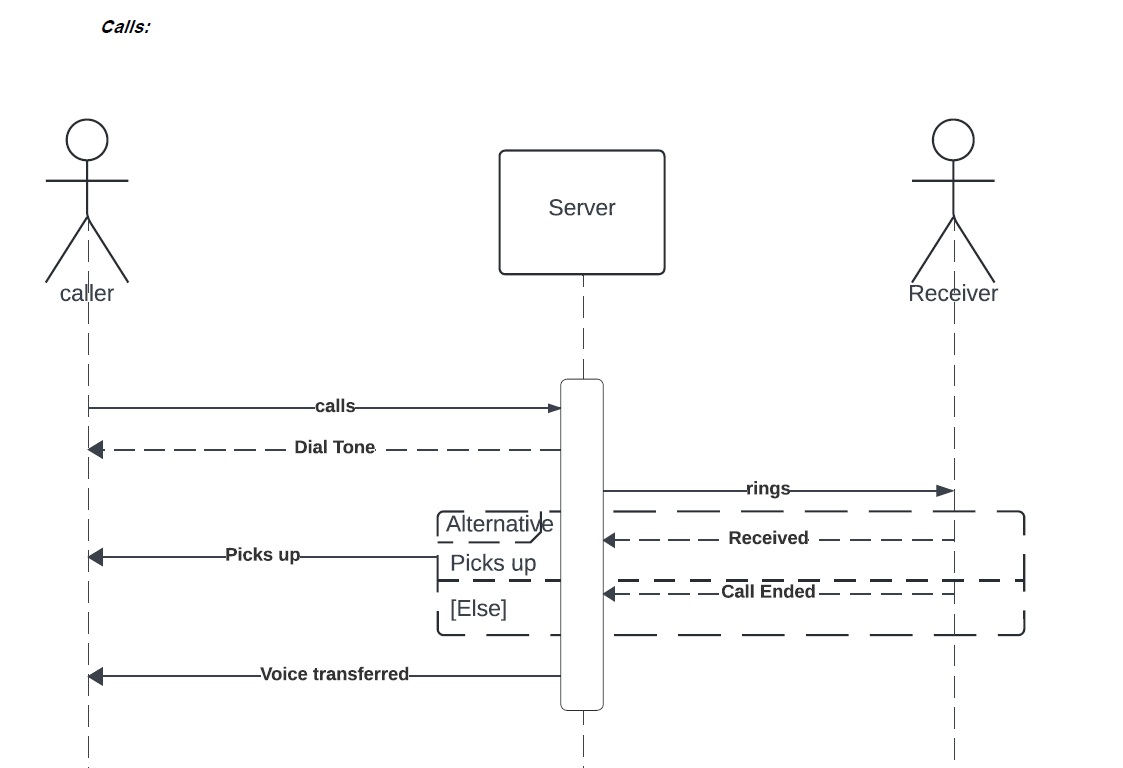 Calls:
Server
caller
Receiver
calls
Dial Tone
rings
Alternative
Received
Picks up
Picks up
Call Ended
[Else]
Voice transferred